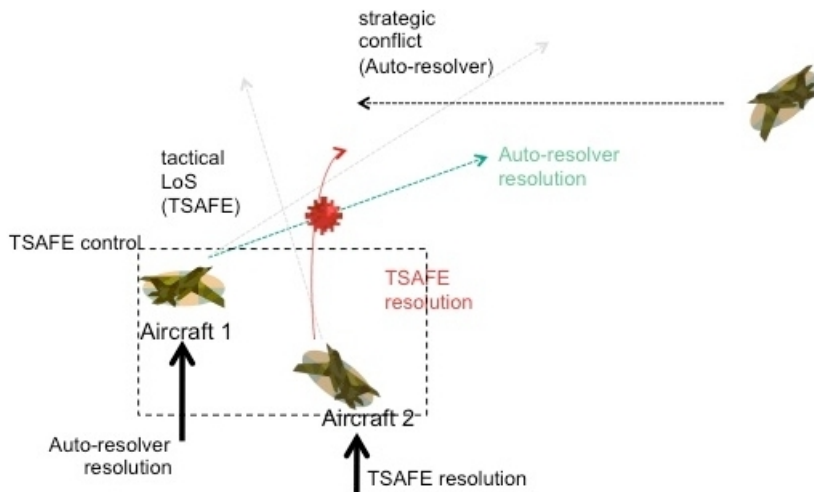 strategic
conflict
(Auto-resolver)
tactical
LoS
(TSAFE)
Auto-resolver
resolution
TSAFE control
TSAFE
resolution
Aircraft 1
Aircraft 2
Auto-resolver
resolution
TSAFE resolution